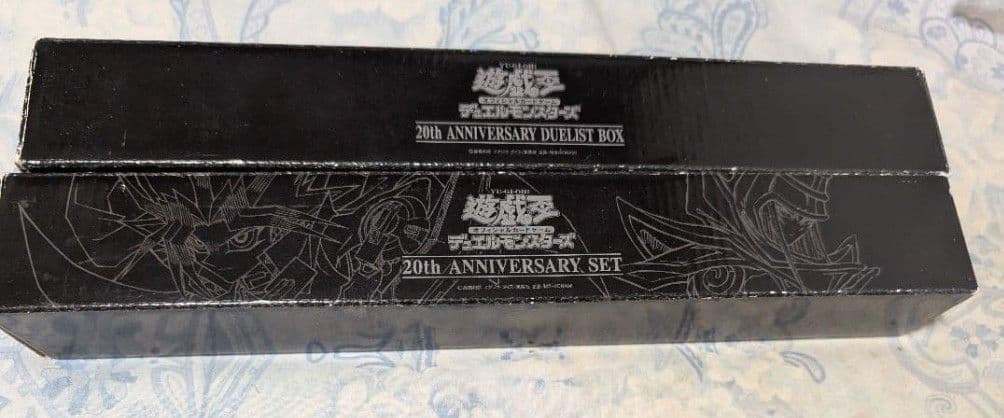 YU-GI-OH!
遊戯王
オフィシャルカードゲーム
デュエルモンスターズ
20th ANNIVERSARY DUELIST BOX
YU-GI-OH!
遊戯王
オフィシャルカードゲーム
デュエルモンスターズ
20th ANNIVERSARY SET